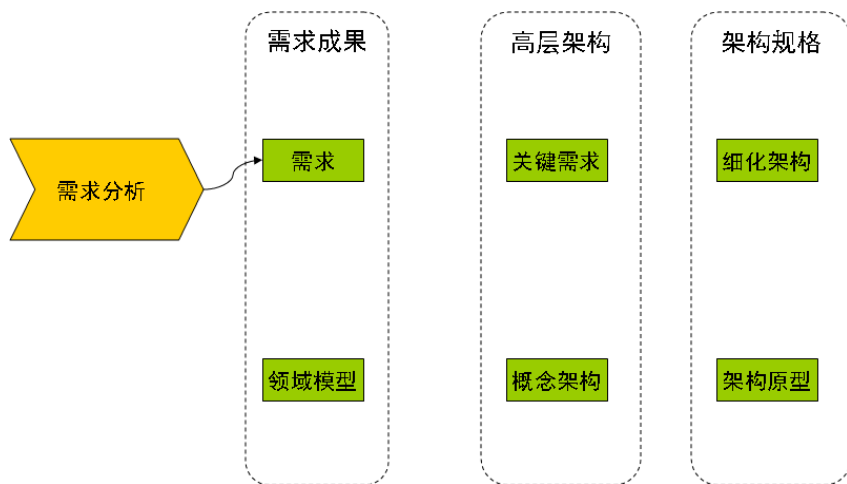 需求成果
高层架构
架构规格
需求分析
需求
关键需求
细化架构
领域模型
概念架构
架构原型